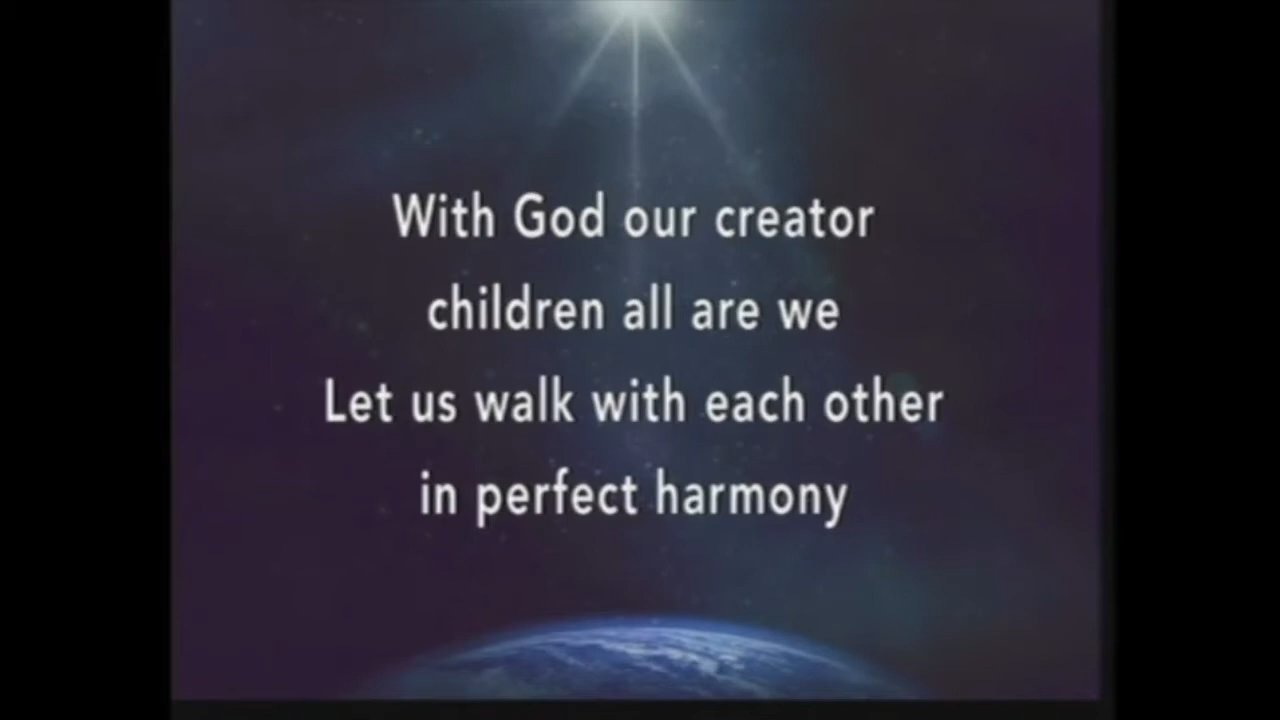 With God our creator
children all are we
Let us walk with each other
in perfect harmony